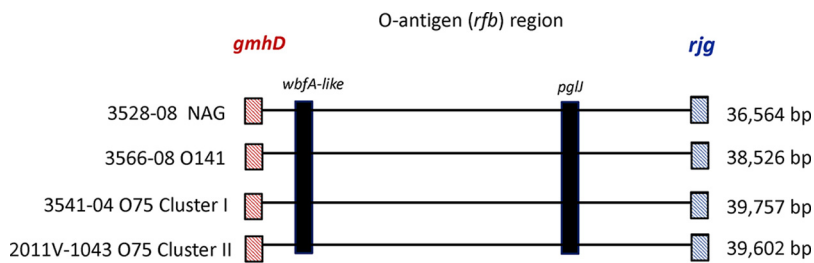 O-antigen (rfb) region
gmhD
rjg
wbfA-like
pglJ
3528-08 NAG
36,564 bp
3566-08 O141
38,526 bp
3541-04 O75 Cluster I
39,757 bp
2011V-1043 O75 Cluster II
39,602 bp